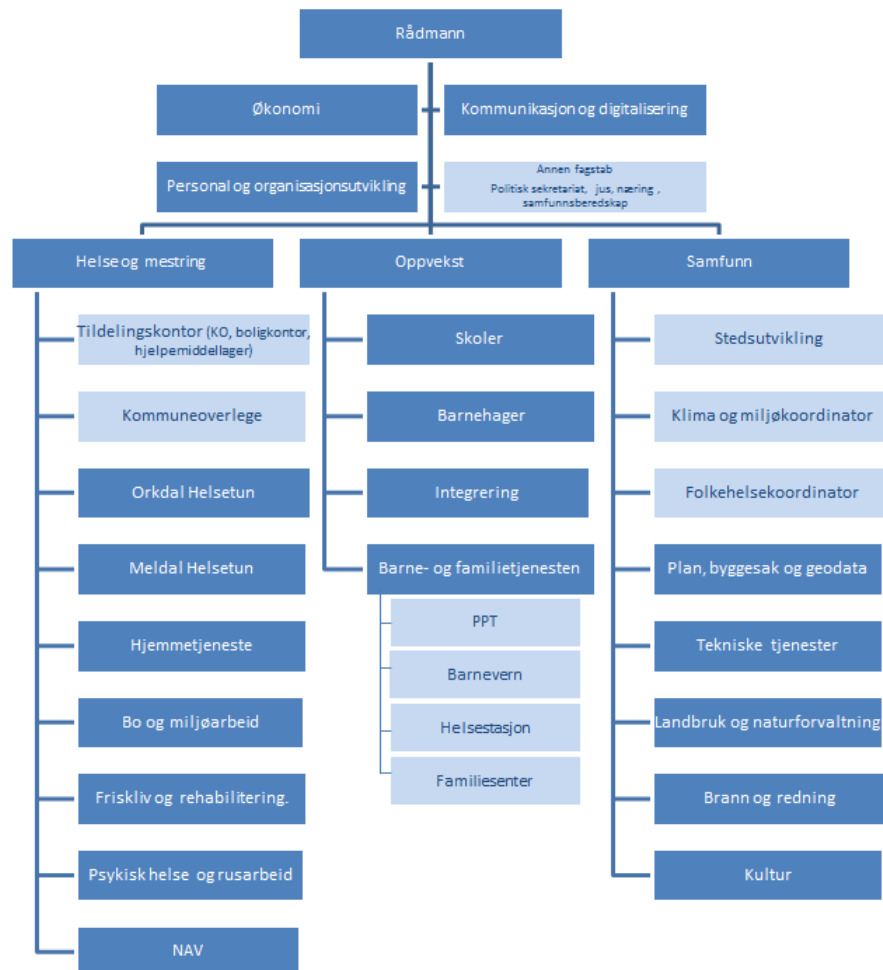 Rådmann
Økonomi
Kommunikasjon og digitalisering
Personal og organisasjonsutvikling
Annen fagstab
Politisk sekretariat, jus, næring ,
samfunnsberedskap
Helse og mestring
Oppvekst
Samfunn
Tildelingskontor (KO, boligkontor,
hjelpemiddellager)
Kommuneoverlege
Orkdal Helsetun
Meldal Helsetun
Hjemmetjeneste
Bo og miljøarbeid
Friskliv og rehabilitering.
Psykisk helse og rusarbeid
NAV
Skoler
Barnehager
Integrering
Barne- og familietjenesten
PPT
Barnevern
Helsestasjon
Familiesenter
Stedsutvikling
Klima og miljøkoordinator
Folkehelsekoordinator
Plan, byggesak og geodata
Tekniske tjenester
Landbruk og naturforvaltning
Brann og redning
Kultur